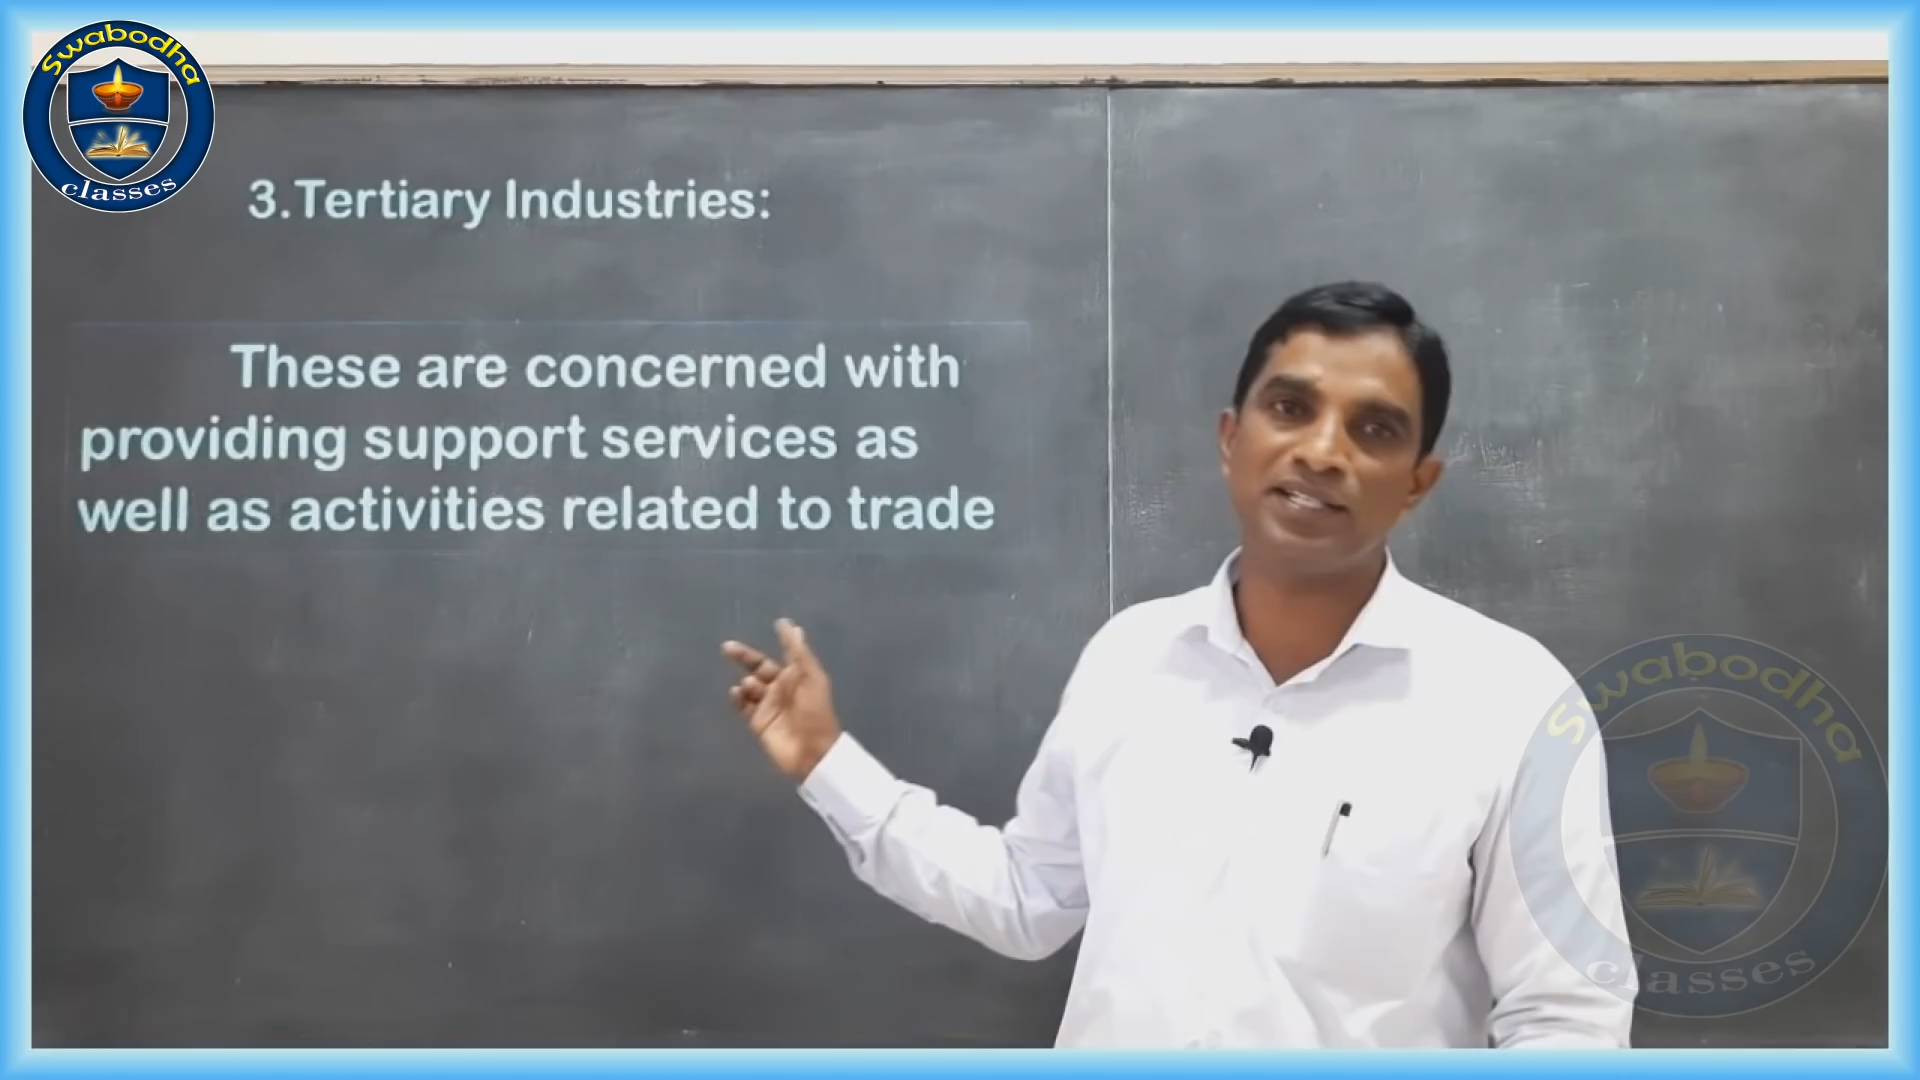 Swabodha
classes
3.Tertiary Industries:
These are concerned with
providing support services as
well as activities related to trade
Swabodha
classes